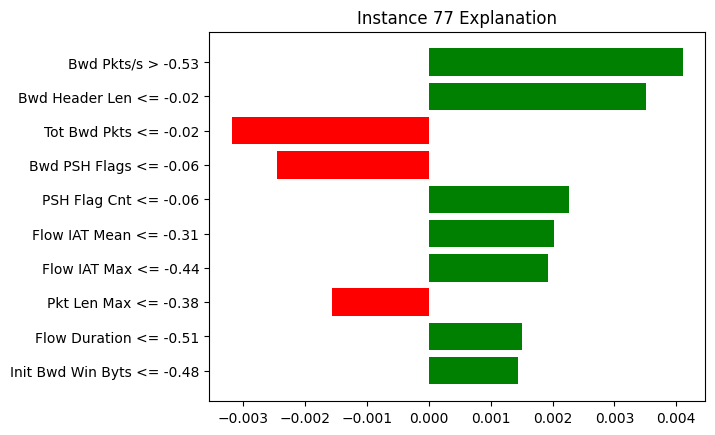 Instance 77 Explanation
Bwd Pkts/s > -0.53
Bwd Header Len <= -0.02
Tot Bwd Pkts <= -0.02
Bwd PSH Flags <= -0.06
PSH Flag Cnt <= -0.06
Flow IAT Mean <= -0.31
Flow IAT Max <= -0.44
Pkt Len Max <= -0.38
Flow Duration <= -0.51
Init Bwd Win Byts <= -0.48
−0.003 −0.002 −0.001 0.000 0.001 0.002 0.003 0.004